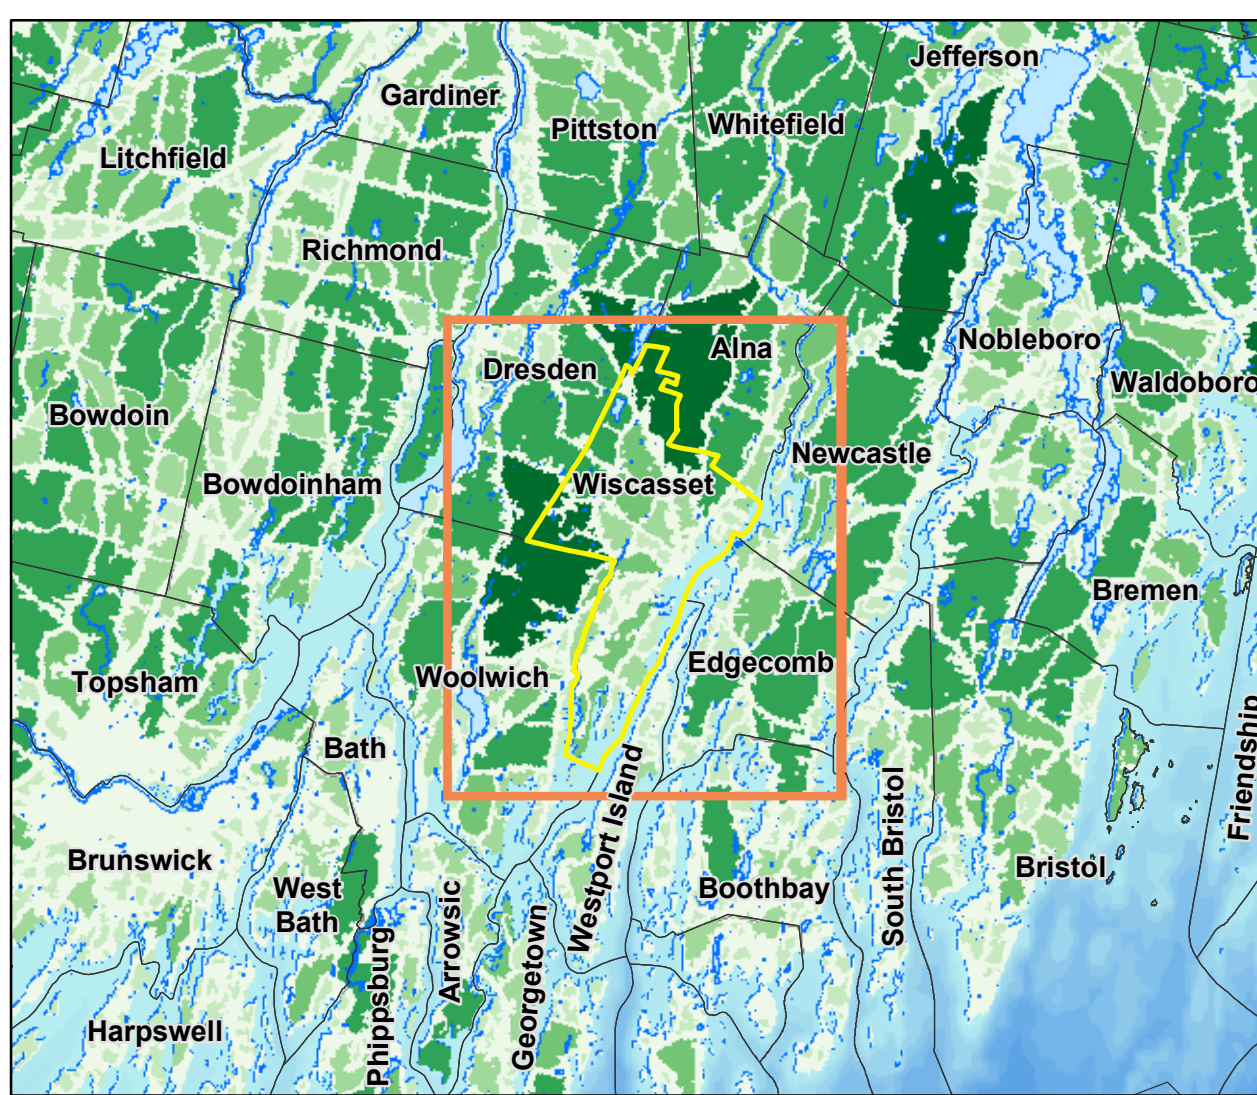 Jefferson
Gardiner
Pittston
Whitefield
Litchfield
Richmond
Nobleboro
Alna
Dresden
Waldoboro
Bowdoin
Newcastle
Bowdoinham
Wiscasset
Bremen
Edgecomb
Woolwich
Topsham
Bath
Friendship
Westport Island
South Bristol
Brunswick
Bristol
West
Bath
Boothbay
Arrowsic
Georgetown
Phippsburg
Harpswell